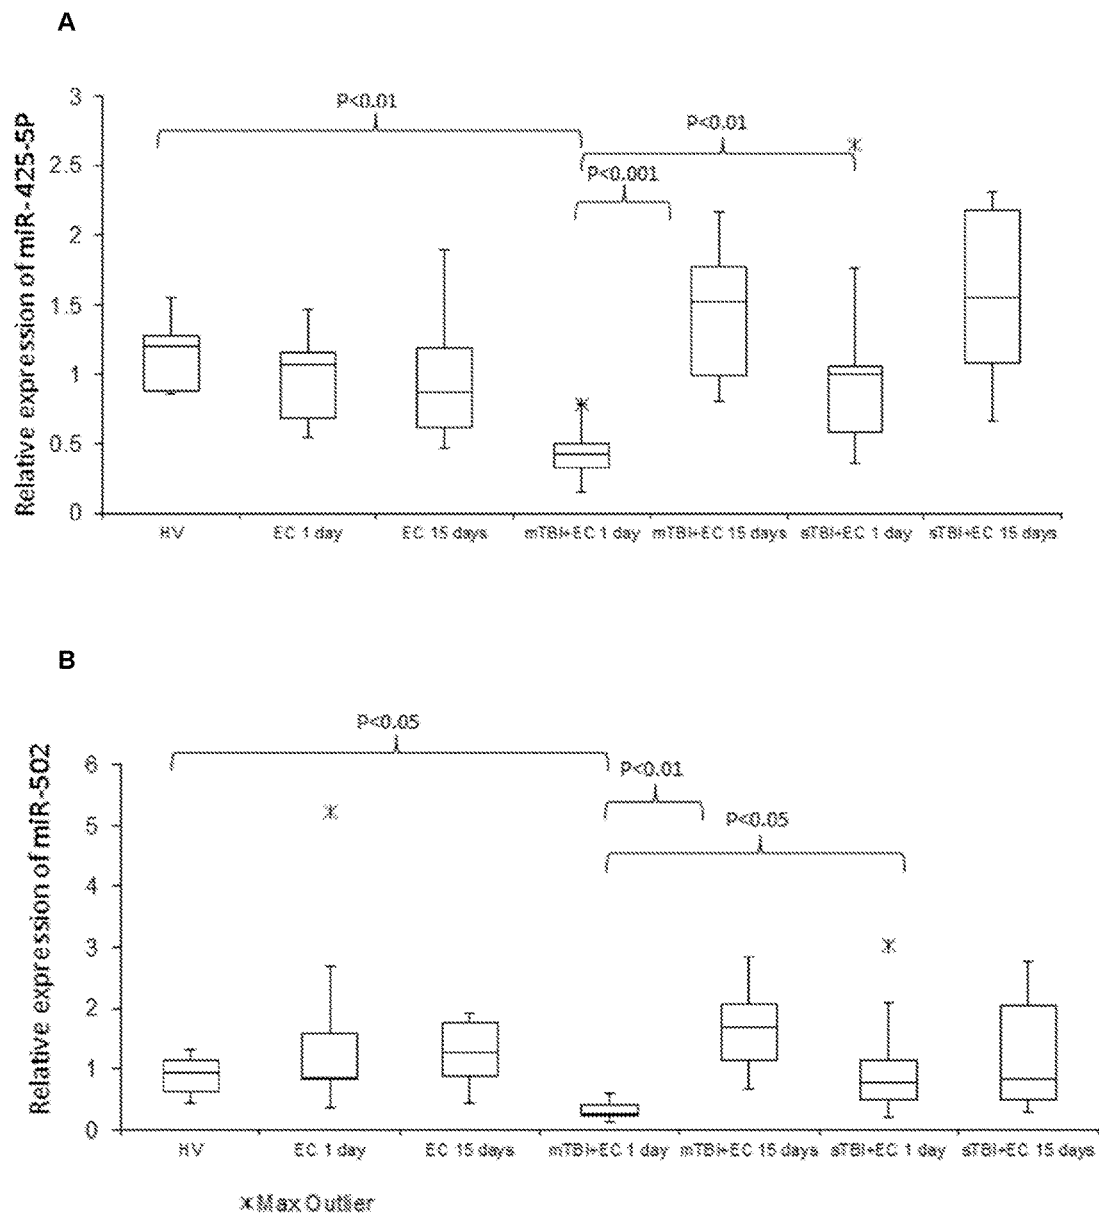 A
Relative expression of miR-425-5P
3
2.5
2
1.5
1
0.5
0
P<0.01
P<0.01
P<0.001
HV EC 1 day EC 15 days mTBI+EC 1 day mTBI+EC 15 days sTBI+EC 1 day sTBI+EC 15 days
B
Relative expression of miR-502
6
5
4
3
2
1
0
P<0.05
P<0.01
P<0.05
HV EC 1 day EC 15 days mTBI+EC 1 day mTBI+EC 15 days sTBI+EC 1 day sTBI+EC 15 days
Max Outlier